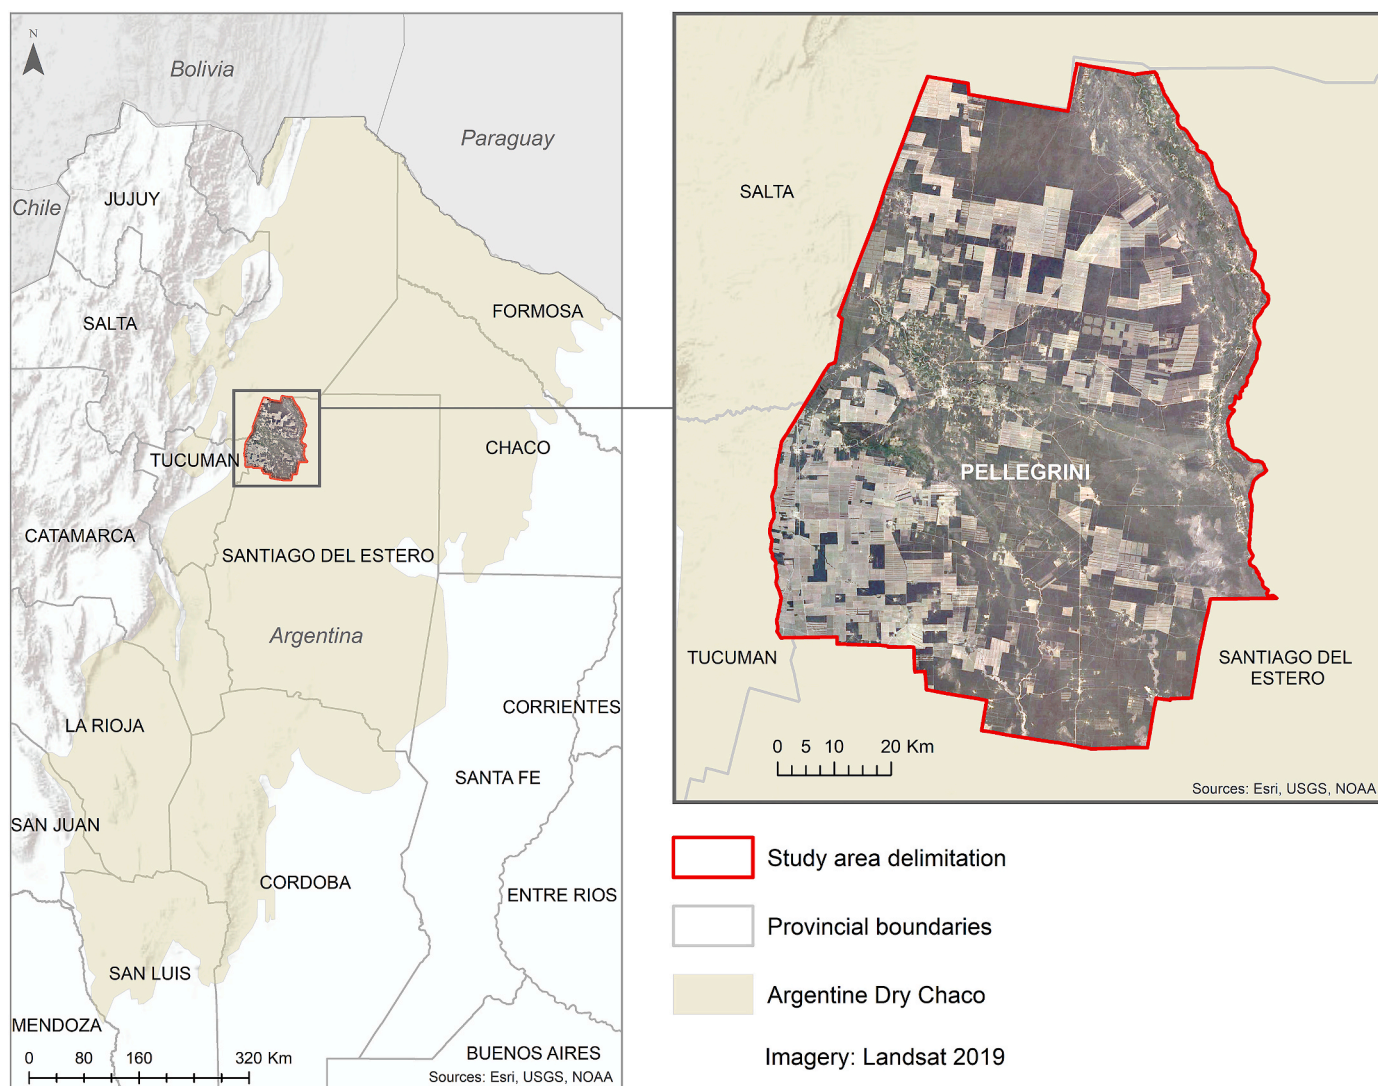 N
Bolivia
Paraguay
Chile
JUJUY
SALTA
FORMOSA
CHACO
TUCUMAN
CATAMARCA
SANTIAGO DEL ESTERO
Argentina
LA RIOJA
CORRIENTES
SANTA FE
SAN JUAN
CORDOBA
ENTRE RIOS
SAN LUIS
MENDOZA
BUENOS AIRES
0 80 160 320 Km
Sources: Esri, USGS, NOAA
SALTA
PELLEGRINI
TUCUMAN
SANTIAGO DEL
ESTERO
0 5 10 20 Km
Sources: Esri, USGS, NOAA
Study area delimitation
Provincial boundaries
Argentine Dry Chaco
Imagery: Landsat 2019